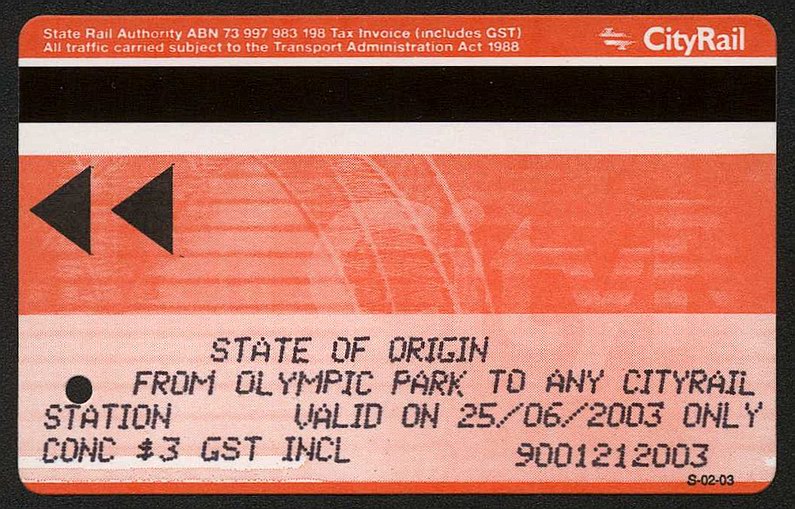 State Rail Authority ABN 73 997 983 198 Tax Invoice (includes GST)
All traffic carried subject to the Transport Administration Act 1988
CityRail
STATE OF ORIGIN
FROM OLYMPIC PARK TO ANY CITYRAIL
STATION VALID ON 25/06/2003 ONLY
CONC $3 GST INCL 9001212003
S-02-03